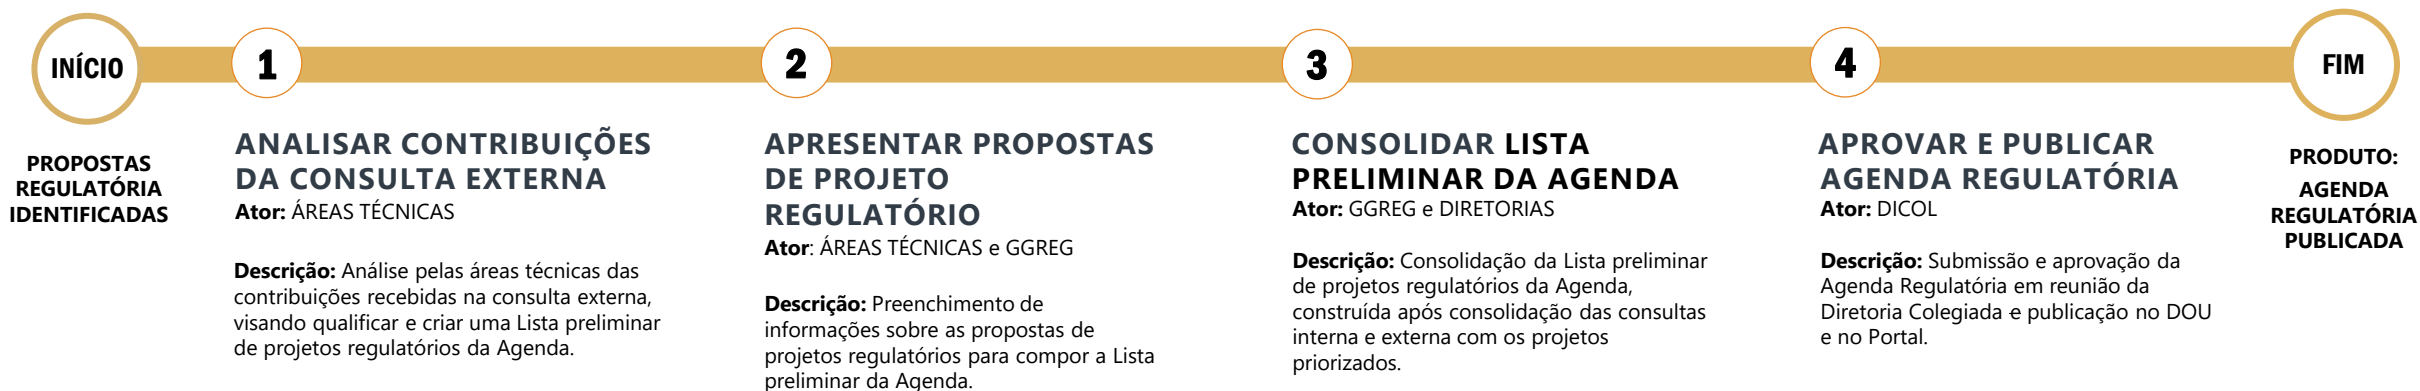 INÍCIO
PROPOSTAS
REGULATÓRIA
IDENTIFICADAS
1
ANALISAR CONTRIBUIÇÕES
DA CONSULTA EXTERNA
Ator: ÁREAS TÉCNICAS
Descrição: Análise pelas áreas técnicas das
contribuições recebidas na consulta externa,
visando qualificar e criar uma Lista preliminar
de projetos regulatórios da Agenda.
2
APRESENTAR PROPOSTAS
DE PROJETO
REGULATÓRIO
Ator: ÁREAS TÉCNICAS e GGREG
Descrição: Preenchimento de
informações sobre as propostas de
projetos regulatórios para compor a Lista
preliminar da Agenda.
3
CONSOLIDAR LISTA
PRELIMINAR DA AGENDA
Ator: GGREG e DIRETORIAS
Descrição: Consolidação da Lista preliminar
de projetos regulatórios da Agenda,
construída após consolidação das consultas
interna e externa com os projetos
priorizados.
4
APROVAR E PUBLICAR
AGENDA REGULATÓRIA
Ator: DICOL
Descrição: Submissão e aprovação da
Agenda Regulatória em reunião da
Diretoria Colegiada e publicação no DOU
e no Portal.
FIM
PRODUTO:
AGENDA
REGULATÓRIA
PUBLICADA